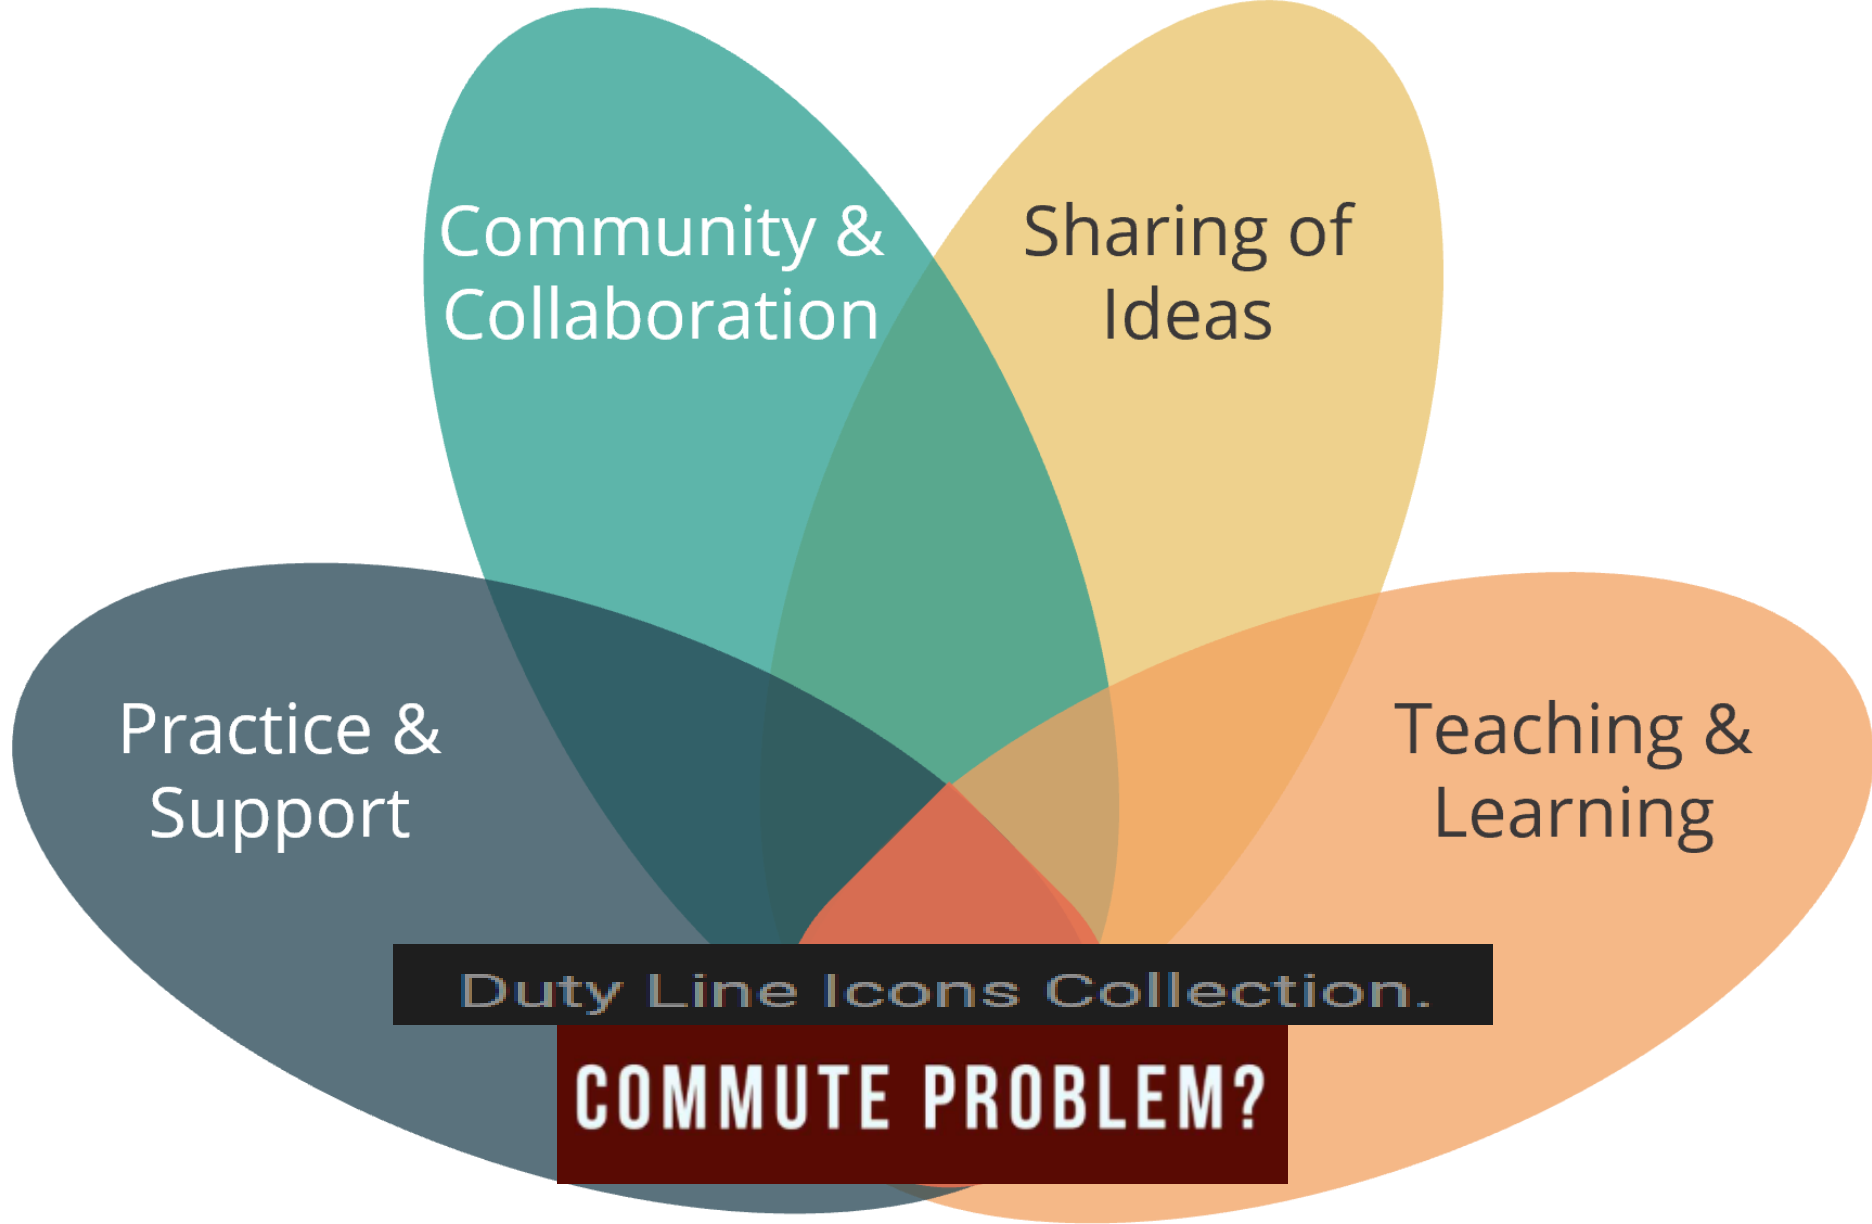 Community &
Collaboration
Sharing of
Ideas
Practice &
Support
Teaching &
Learning
Duty Line Icons Collection.
COMMUTE PROBLEM?